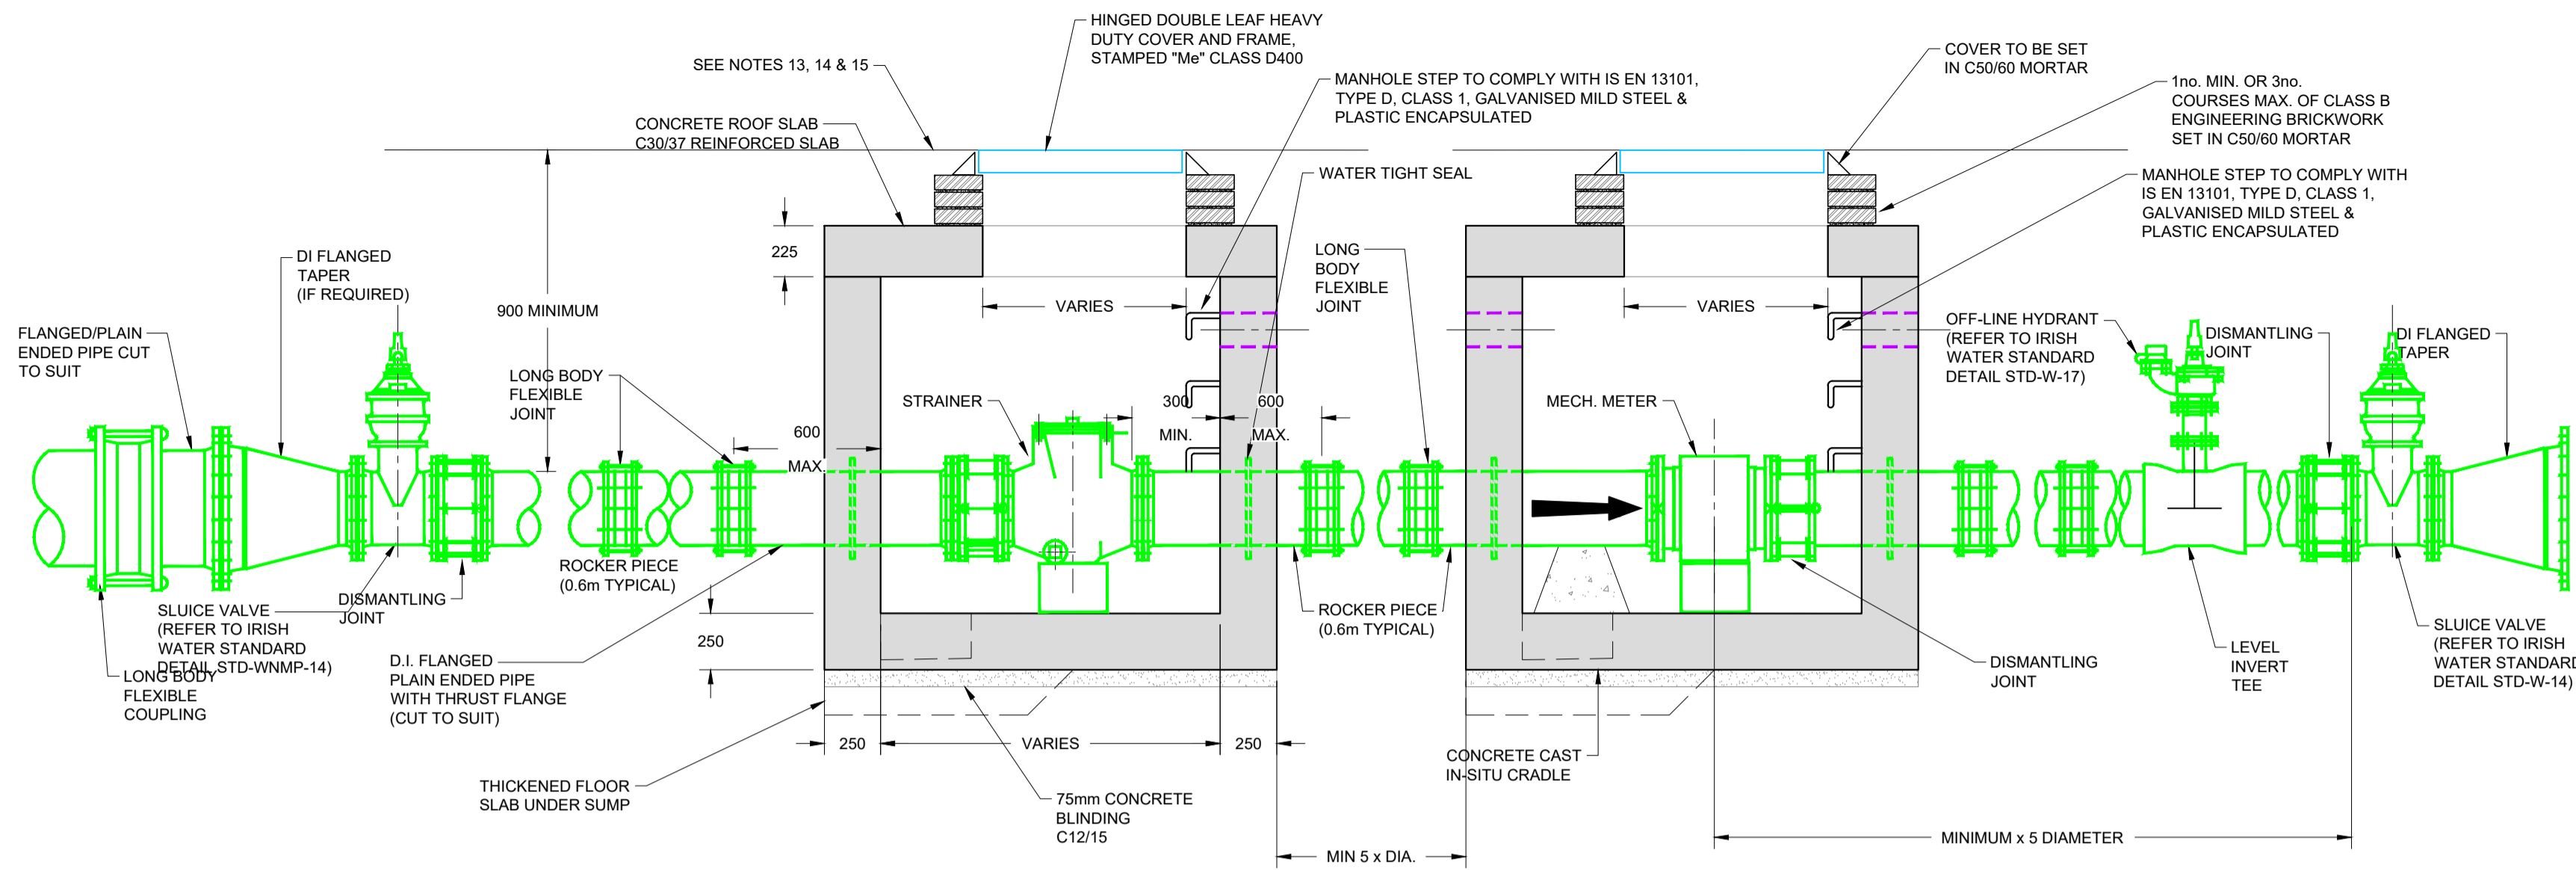 HINGED DOUBLE LEAF HEAVY
DUTY COVER AND FRAME,
STAMPED "Me" CLASS D400
SEE NOTES 13, 14 & 15
MANHOLE STEP TO COMPLY WITH IS EN 13101,
TYPE D, CLASS 1, GALVANISED MILD STEEL &
PLASTIC ENCAPSULATED
COVER TO BE SET
IN C50/60 MORTAR
1no. MIN. OR 3no.
COURSES MAX. OF CLASS B
ENGINEERING BRICKWORK
SET IN C50/60 MORTAR
CONCRETE ROOF SLAB
C30/37 REINFORCED SLAB
WATER TIGHT SEAL
MANHOLE STEP TO COMPLY WITH
IS EN 13101, TYPE D, CLASS 1,
GALVANISED MILD STEEL &
PLASTIC ENCAPSULATED
225
LONG
BODY
FLEXIBLE
JOINT
DI FLANGED
TAPER
(IF REQUIRED)
900 MINIMUM
VARIES
VARIES
FLANGED/PLAIN
ENDED PIPE CUT
TO SUIT
OFF-LINE HYDRANT
(REFER TO IRISH
WATER STANDARD
DETAIL STD-W-17)
DISMANTLING
JOINT
DI FLANGED
TAPER
LONG BODY
FLEXIBLE
JOINT
STRAINER
300
MIN.
600
MAX.
MECH. METER
600
MAX.
ROCKER PIECE
(0.6m TYPICAL)
DISMANTLING
JOINT
SLUICE VALVE
(REFER TO IRISH
WATER STANDARD
DETAIL STD-WNMP-14)
LONG BODY
FLEXIBLE
COUPLING
250
ROCKER PIECE
(0.6m TYPICAL)
D.I. FLANGED
PLAIN ENDED PIPE
WITH THRUST FLANGE
(CUT TO SUIT)
DISMANTLING
JOINT
LEVEL
INVERT
TEE
SLUICE VALVE
(REFER TO IRISH
WATER STANDARD
DETAIL STD-W-14)
250
VARIES
250
THICKENED FLOOR
SLAB UNDER SUMP
75mm CONCRETE
BLINDING
C12/15
CONCRETE CAST
IN-SITU CRADLE
MIN 5 x DIA.
MINIMUM x 5 DIAMETER